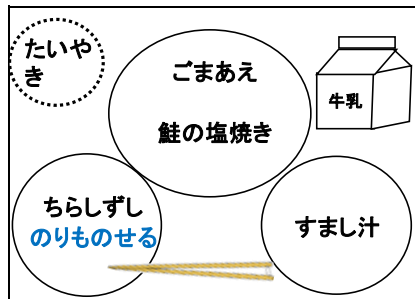 たいや
き
ごまあえ
鮭の塩焼き
牛乳
ちらしずし
のりものせる
すまし汁